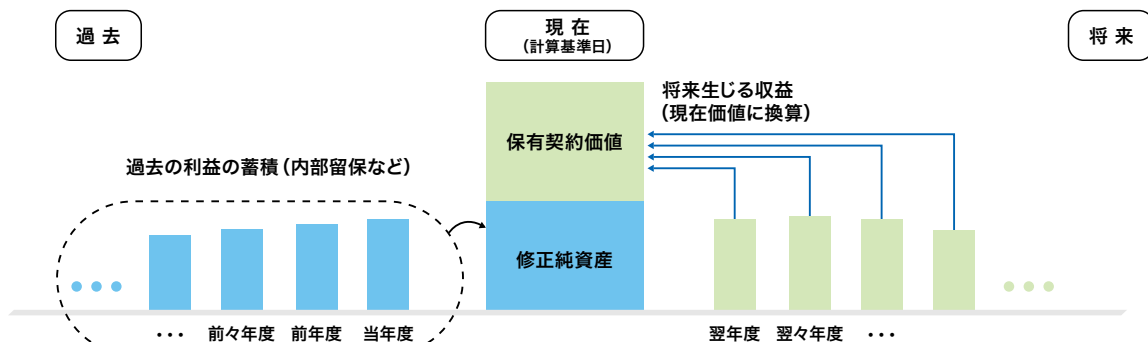 過去
現在
(計算基準日)
将来
将来生じる収益
(現在価値に換算)
保有契約価値
過去の利益の蓄積(内部留保など)
修正純資産
･･･ 前々年度 前年度 当年度
翌年度 翌々年度 ･･･